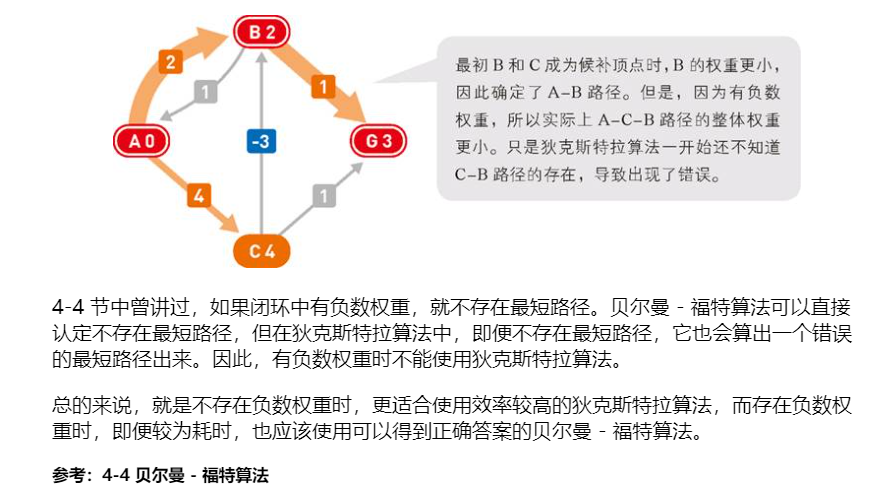 B 2
2
1
1
A 0
-3
G 3
4
1
C 4
最初 B 和 C 成为候补顶点时，B 的权重更小，
因此确定了 A–B 路径。但是，因为有负数
权重，所以实际上 A–C–B 路径的整体权重
更小。只是狄克斯特拉算法一开始还不知道
C–B 路径的存在，导致出现了错误。
4-4 节中曾讲过，如果闭环中有负数权重，就不存在最短路径。贝尔曼 - 福特算法可以直接
认定不存在最短路径，但在狄克斯特拉算法中，即便不存在最短路径，它也会算出一个错误
的最短路径出来。因此，有负数权重时不能使用狄克斯特拉算法。
总的来说，就是不存在负数权重时，更适合使用效率较高的狄克斯特拉算法，而存在负数权
重时，即便较为耗时，也应该使用可以得到正确答案的贝尔曼 - 福特算法。
参考：4-4 贝尔曼 - 福特算法